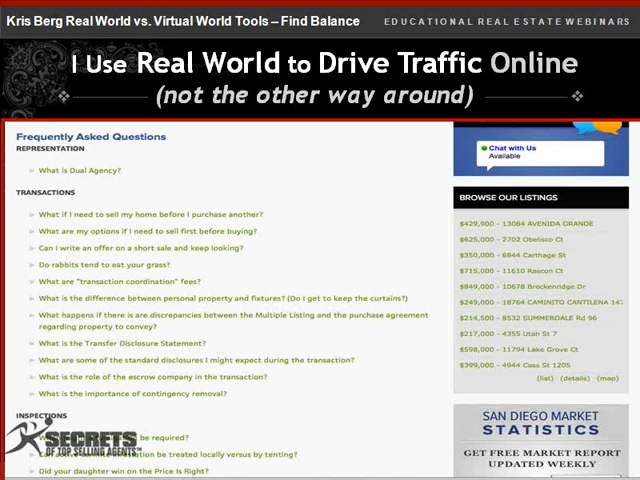 Kris Berg Real World vs. Virtual World Tools – Find Balance
EDUCATIONAL REAL ESTATE WEBINARS
I Use Real World to Drive Traffic Online
(not the other way around)
Frequently Asked Questions
REPRESENTATION
What is Dual Agency?
TRANSACTIONS
What if I need to sell my home before I purchase another?
What are my options if I need to sell first before buying?
Can I write an offer on a short sale and keep looking?
Do rabbits tend to eat your grass?
What are "transaction coordination" fees?
What is the difference between personal property and fixtures? (Do I get to keep the curtains?)
What happens if there are discrepancies between the Multiple Listing and the purchase agreement
regarding property to convey?
What is the Transfer Disclosure Statement?
What are some of the standard disclosures I might expect during the transaction?
What is the role of the escrow company in the transaction?
What is the importance of contingency removal?
INSPECTIONS
be required?
be treated locally versus by tenting?
Did your daughter win on the Price Is Right?
SECRETS
OF TOP SELLING AGENTS™
Chat with Us
Available
BROWSE OUR LISTINGS
$429,900 - 13084 AVENIDA GRANDE
$625,000 - 2702 Obelisco Ct
$350,000 - 6844 Carthage St
$715,000 - 11610 Rascon Ct
$849,000 - 10678 Breckenridge Dr
$249,000 - 18764 CAMINITO CANTILENA 147
$214,500 - 8532 SUMMERDALE Rd 96
$217,000 - 4355 Utah St 7
$598,000 - 11794 Lake Grove Ct
$399,000 - 4944 Cass St 1205
(list) (details) (map)
SAN DIEGO MARKET
STATISTICS
GET FREE MARKET REPORT
UPDATED WEEKLY